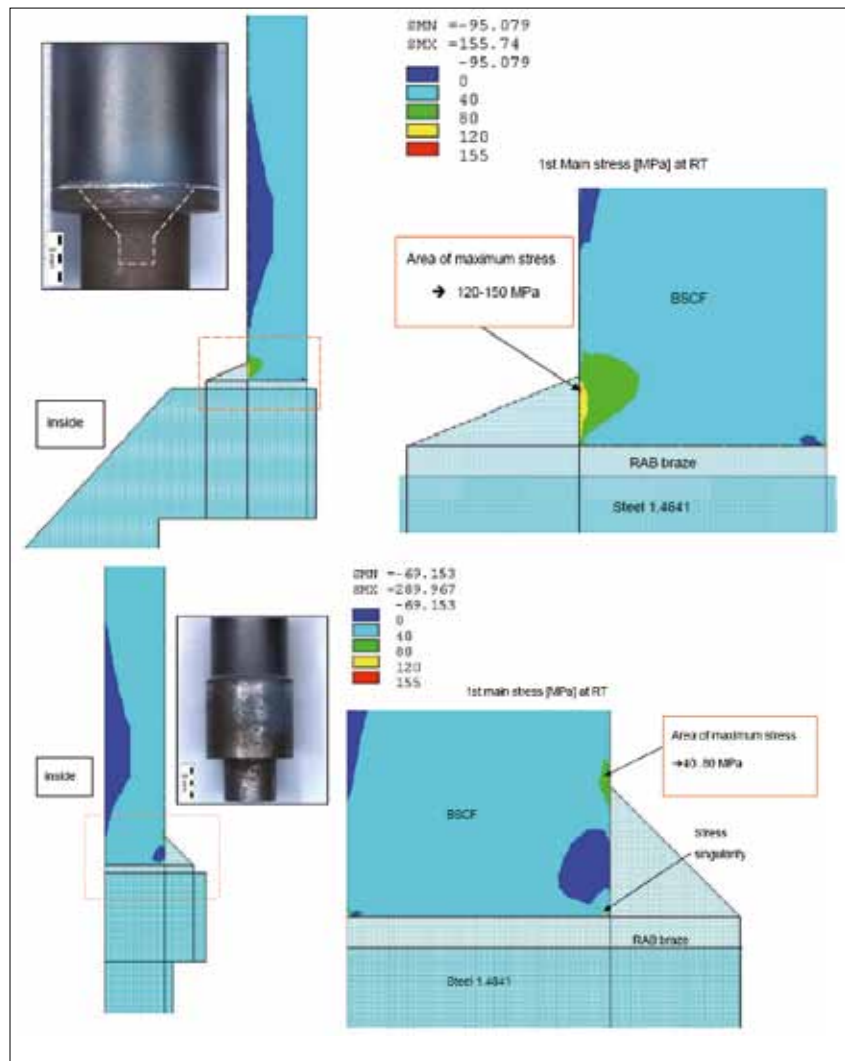 SMN =-95.079
SMX =155.74
-95.079
0
40
80
120
155
1st Main stress [MPa] at RT
Area of maximum stress
➔ 120-150 MPa
BSCF
Inside
RAB braze
Steel 1.4841
5 mm
SMN =-69.153
SMX =289.967
-69.153
0
40
80
120
155
1st main stress [MPa] at RT
Area of maximum stress
➔40..80 MPa
Inside
BSCF
Stress
singularity
RAB braze
Steel 1.4841